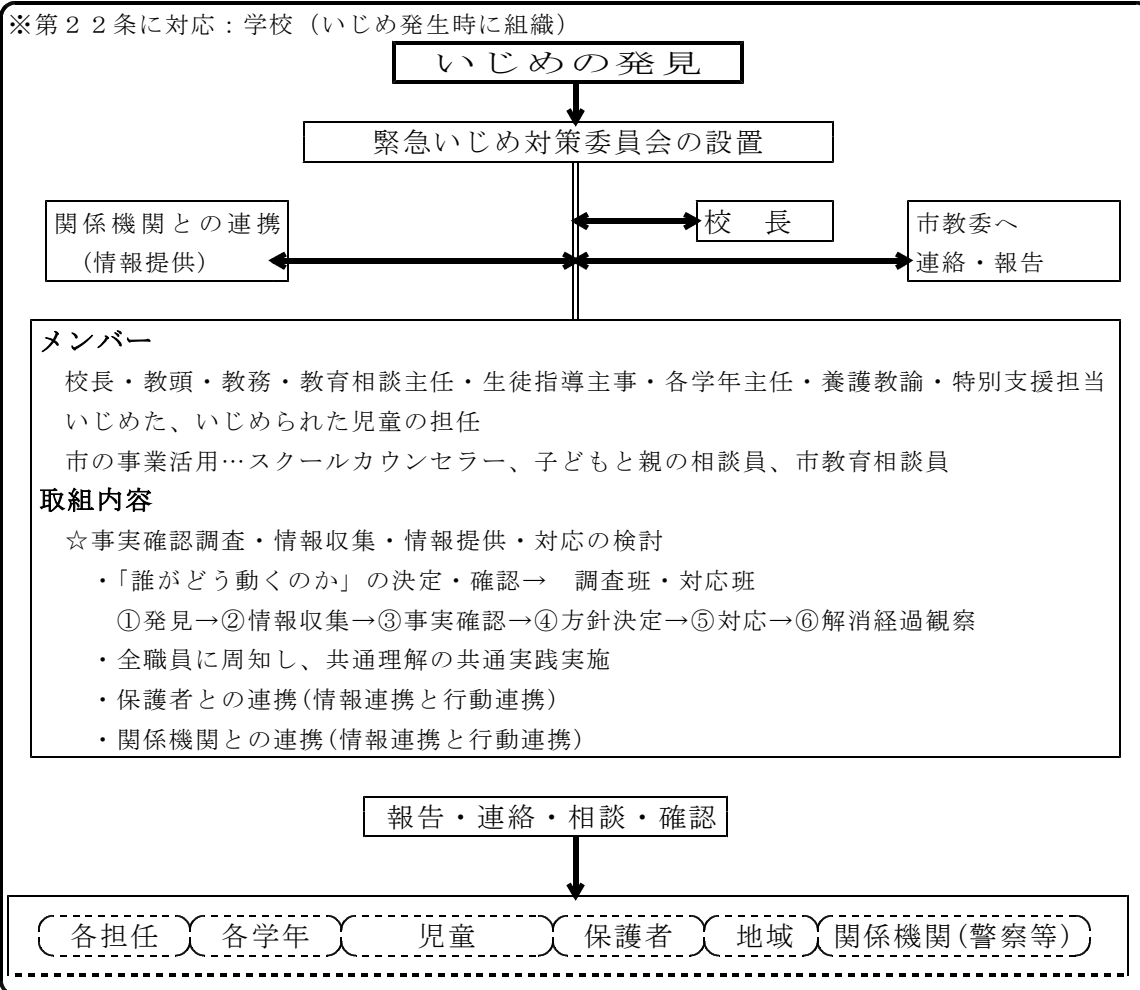 ※第２２条に対応：学校（いじめ発生時に組織）
いじめの発見
緊急いじめ対策委員会の設置
関係機関との連携
（情報提供）
校　長
市教委へ
連絡・報告
メンバー
校長・教頭・教務・教育相談主任・生徒指導主事・各学年主任・養護教諭・特別支援担当
いじめた、いじめられた児童の担任
市の事業活用…スクールカウンセラー、子どもと親の相談員、市教育相談員
取組内容
☆事実確認調査・情報収集・情報提供・対応の検討
・「誰がどう動くのか」の決定・確認→　調査班・対応班
①発見→②情報収集→③事実確認→④方針決定→⑤対応→⑥解消経過観察
・全職員に周知し、共通理解の共通実践実施
・保護者との連携(情報連携と行動連携)
・関係機関との連携(情報連携と行動連携)
報告・連絡・相談・確認
各担任　各学年　児童　保護者　地域　関係機関(警察等)